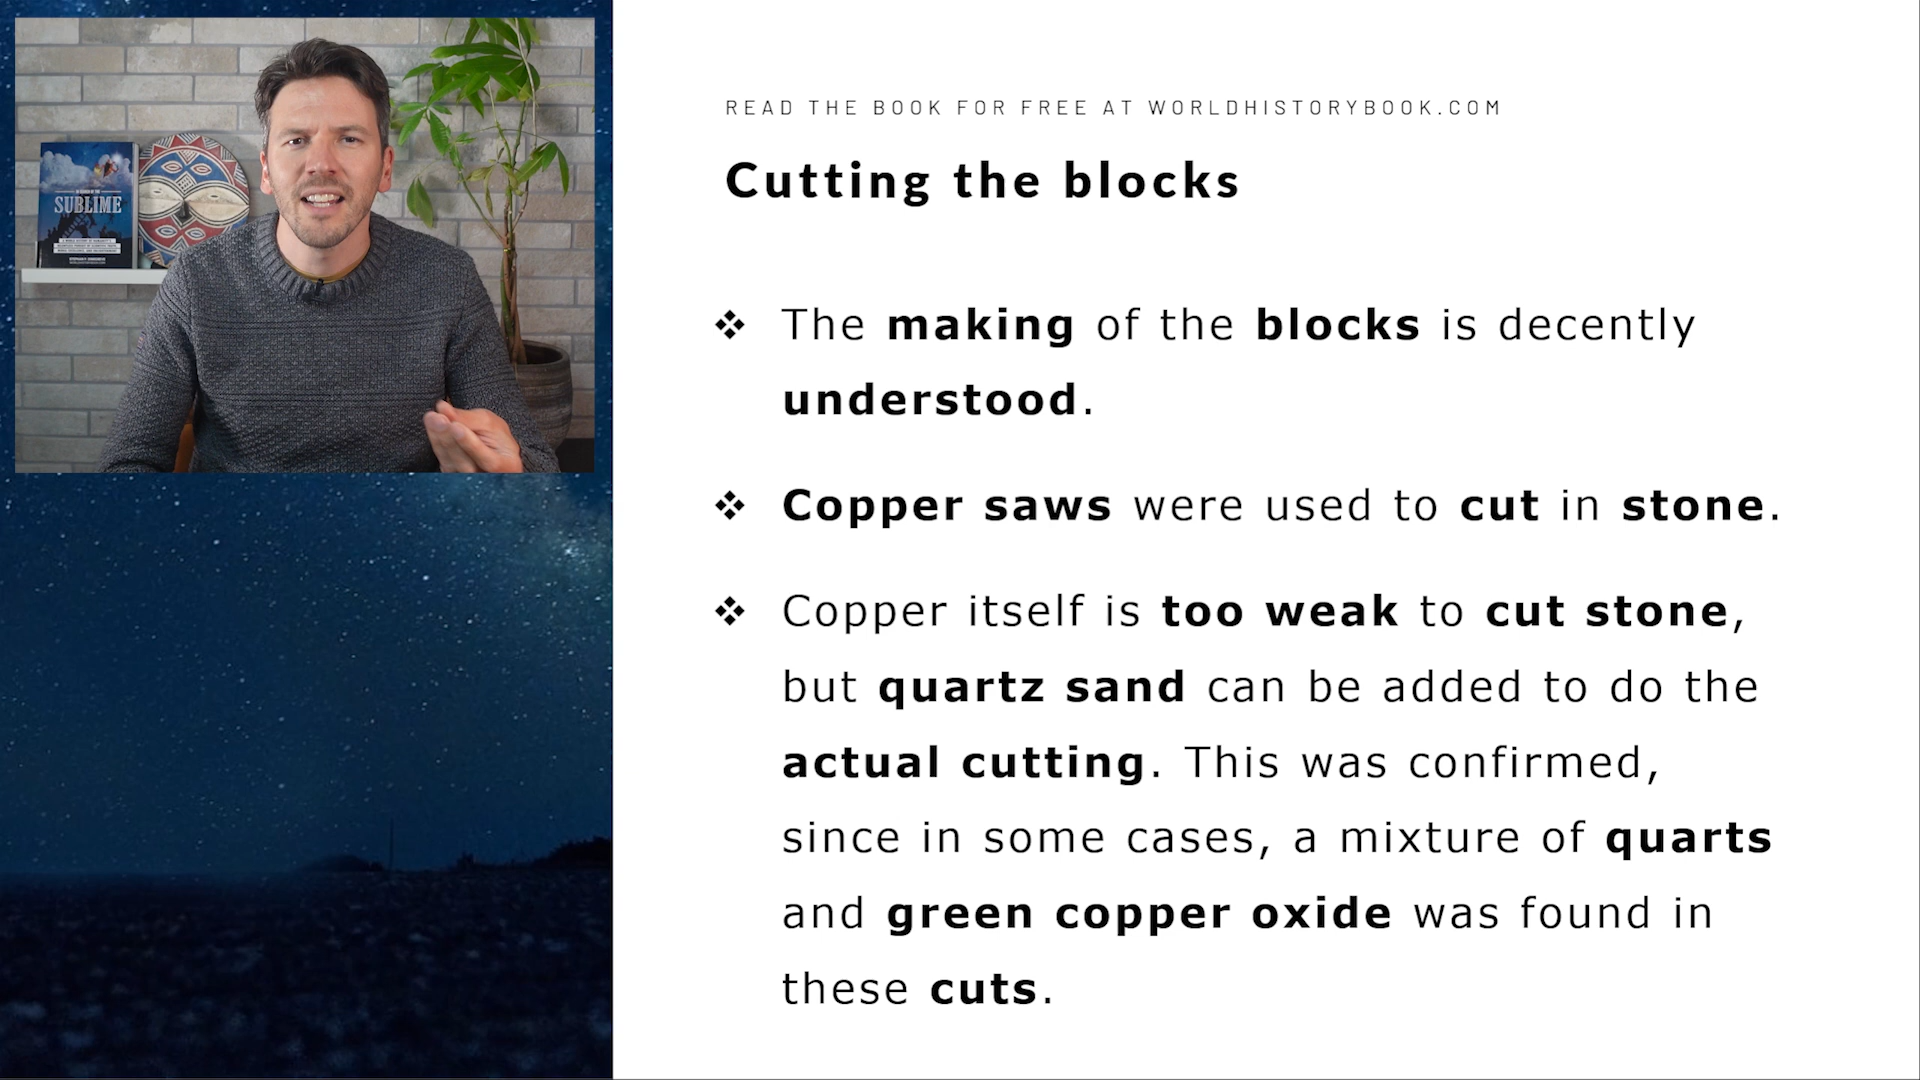 READ THE BOOK FOR FREE AT WORLDHISTORYBOOK.COM
Cutting the blocks
❖ The making of the blocks is decently
understood.
❖ Copper saws were used to cut in stone.
❖ Copper itself is too weak to cut stone,
but quartz sand can be added to do the
actual cutting. This was confirmed,
since in some cases, a mixture of quarts
and green copper oxide was found in
these cuts.
SUBLIME